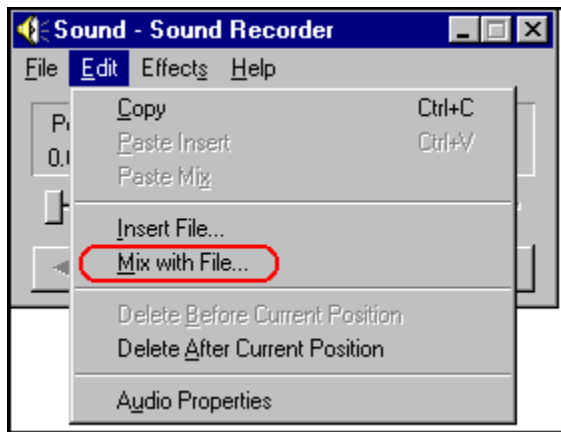 Sound - Sound Recorder
File Edit Effects Help
Copy Ctrl+C
Paste Insert Ctrl+V
Paste Mix
Insert File...
Mix with File...
Delete Before Current Position
Delete After Current Position
Audio Properties